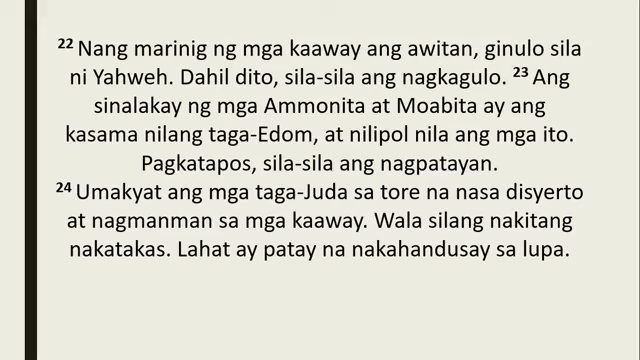 22 Nang marinig ng mga kaaway ang awitan, ginulo sila
ni Yahweh. Dahil dito, sila-sila ang nagkagulo. 23 Ang
sinalakay ng mga Ammonita at Moabita ay ang
kasama nilang taga-Edom, at nilipol nila ang mga ito.
Pagkatapos, sila-sila ang nagpatayan.
24 Umakyat ang mga taga-Juda sa tore na nasa disyerto
at nagmanman sa mga kaaway. Wala silang nakitang
nakatakas. Lahat ay patay na nakahandusay sa lupa.